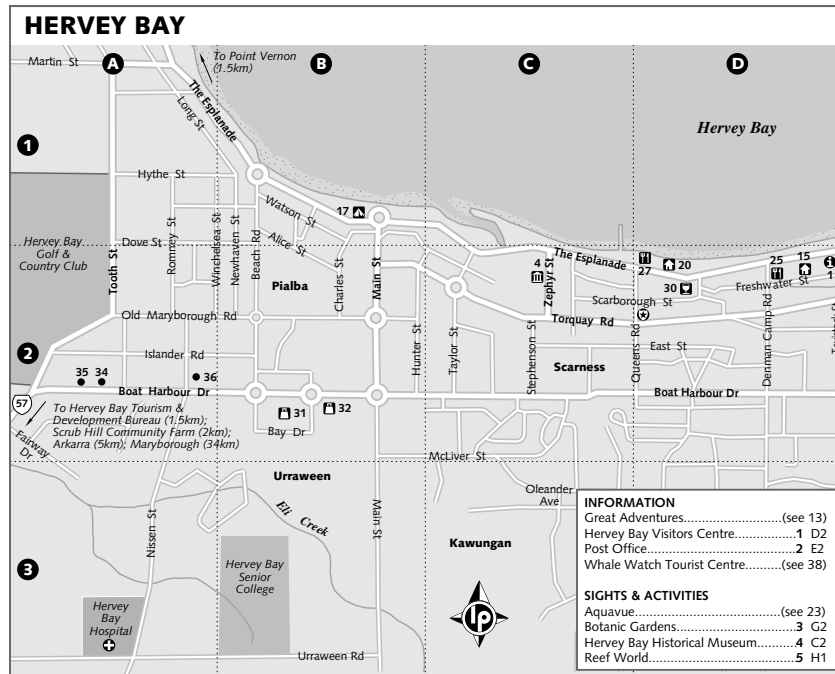 HERVEY BAY
To Point Vernon
(1.5km)
Martin St
A
B
C
D
The Esplanade
Long St
Hervey Bay
1
Hythe St
Watson St
17
Hervey Bay
Golf &
Country Club
Tooth St
Dove St
Romney St
Winchelsea St
Newhaven St
Beach Rd
Alice St
Charles St
Main St
Pialba
4
Zephyr St
The Esplanade
27
20
25
15
1
30
Freshwater St
Scarborough St
Old Maryborough Rd
Torquay Rd
2
Islander Rd
Hunter St
Taylor St
Stephenson St
Scarness
Queens Rd
East St
Denman Camp Rd
35
34
36
Boat Harbour Dr
Boat Harbour Dr
57
To Hervey Bay Tourism &
Development Bureau (1.5km);
Scrub Hill Community Farm (2km);
Arkarra (5km); Maryborough (34km)
31
32
Bay Dr
Fairway
Dr
McLiver St
Urraween
Eli Creek
Main St
Nissen St
Oleander
Ave
Kawungan
3
Hervey Bay
Senior
College
Hervey
Bay
Hospital
lp
Urraween Rd
INFORMATION
Great Adventures..............................(see 13)
Hervey Bay Visitors Centre...............1 D2
Post Office.......................................2 E2
Whale Watch Tourist Centre.........(see 38)
SIGHTS & ACTIVITIES
Aquavue..........................................(see 23)
Botanic Gardens..............................3 G2
Hervey Bay Historical Museum........4 C2
Reef World......................................5 H1